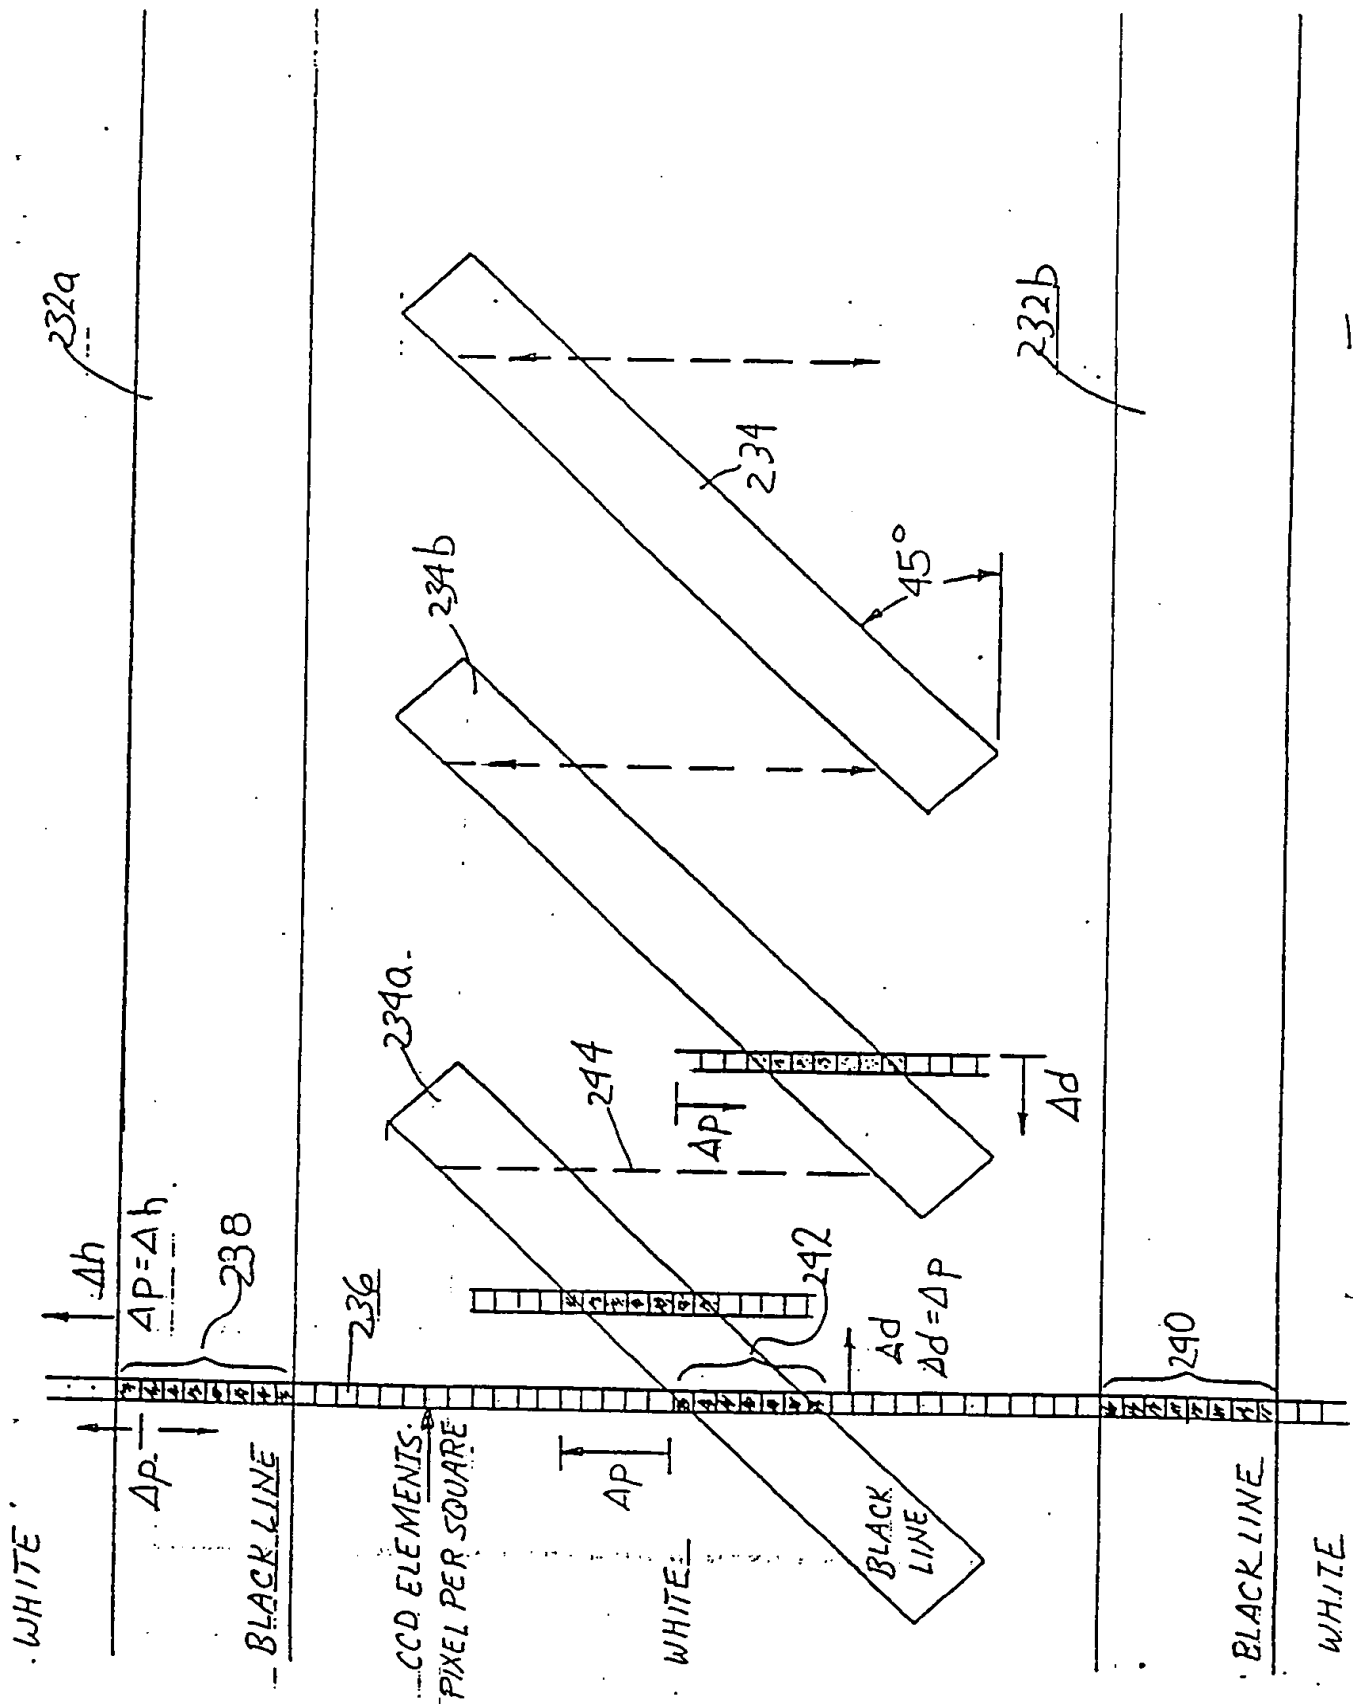 WHITE
232a
Δh
ΔP=Δh
238
Δp
BLACK LINE
236
CCD ELEMENTS.
PIXEL PER SQUARE
234a
234b
244
234
45°
Δp
242
Δp
Δd
Δd
Δd=Δp
WHITE
BLACK
LINE
232b
240
BLACK LINE
WHITE